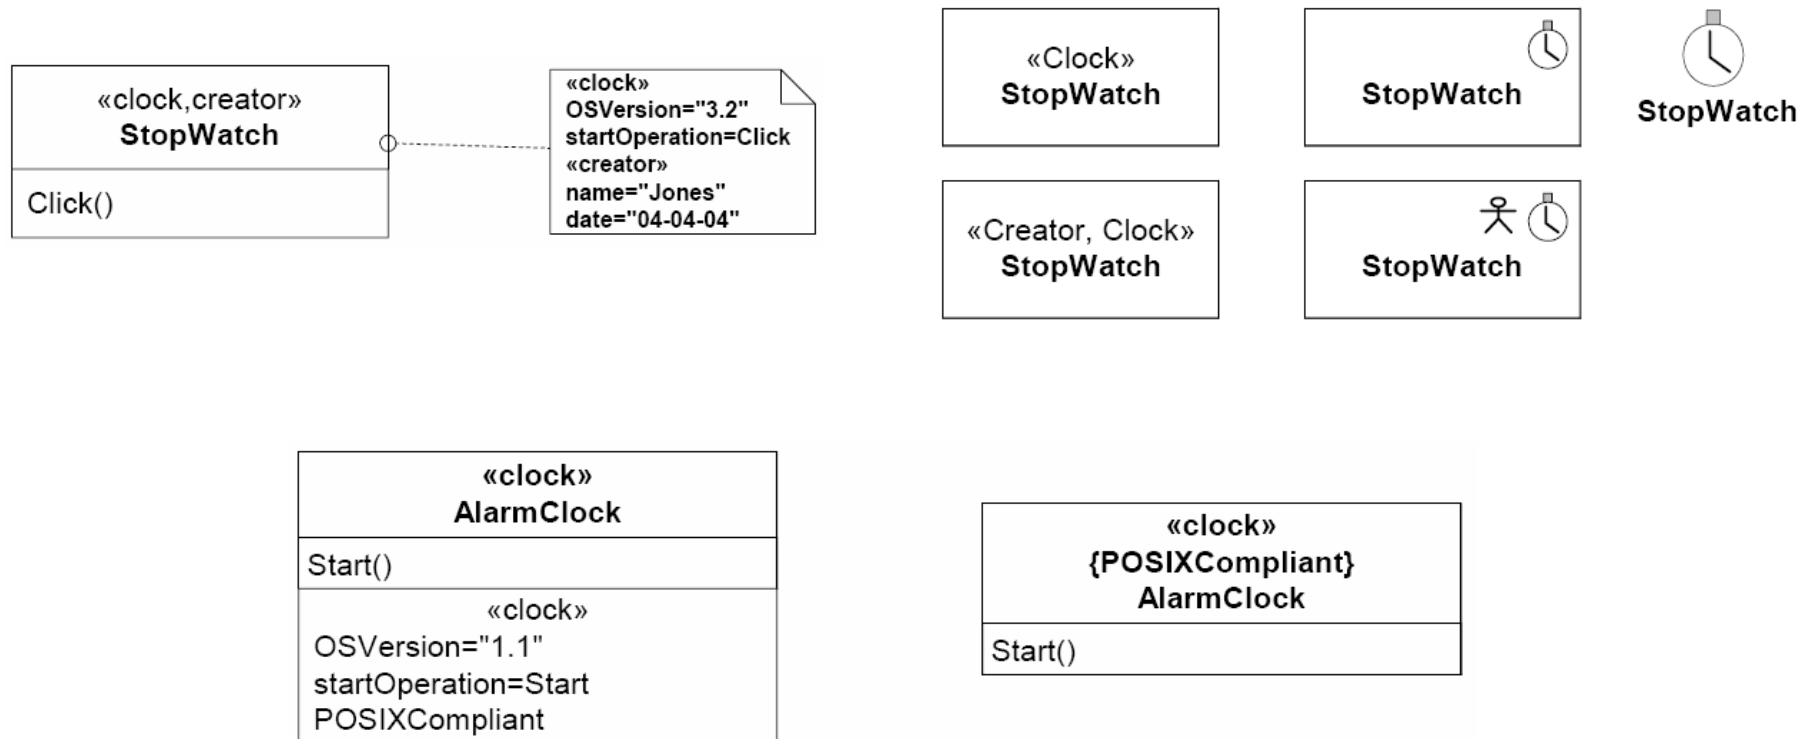 «clock,creator»
StopWatch
Click()
«clock»
OSVersion="3.2"
startOperation=Click
«creator»
name="Jones"
date="04-04-04"
«Clock»
StopWatch
StopWatch
StopWatch
«Creator, Clock»
StopWatch
StopWatch
«clock»
AlarmClock
Start()
«clock»
OSVersion="1.1"
startOperation=Start
POSIXCompliant
«clock»
{POSIXCompliant}
AlarmClock
Start()